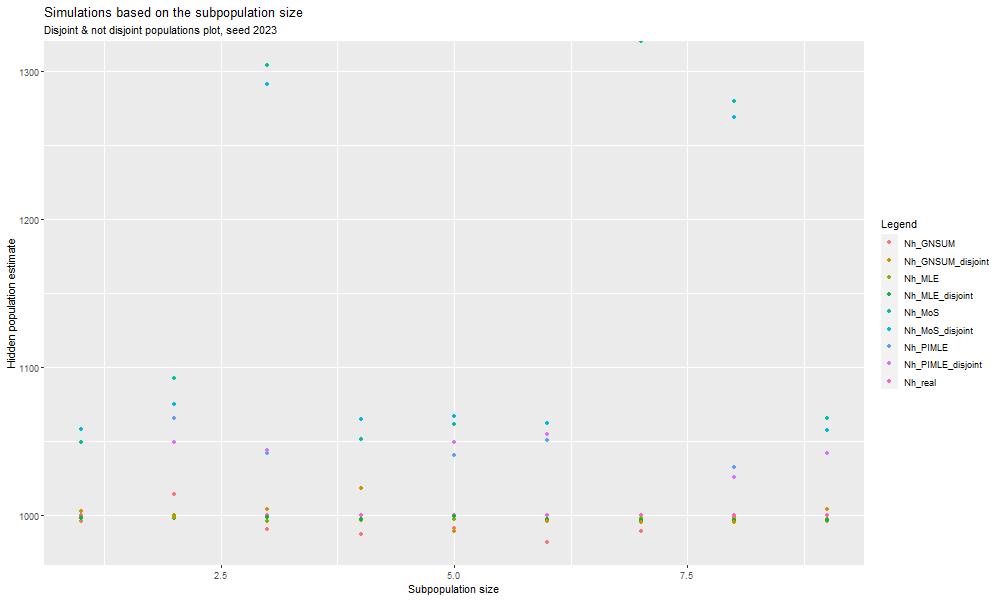 Simulations based on the subpopulation size
Disjoint & not disjoint populations plot, seed 2023
1300
1200
1100
1000
Hidden population estimate
2.5
5.0
7.5
Subpopulation size
Legend
Nh_GNSUM
Nh_GNSUM_disjoint
Nh_MLE
Nh_MLE_disjoint
Nh_MoS
Nh_MoS_disjoint
Nh_PIMLE
Nh_PIMLE_disjoint
Nh_real